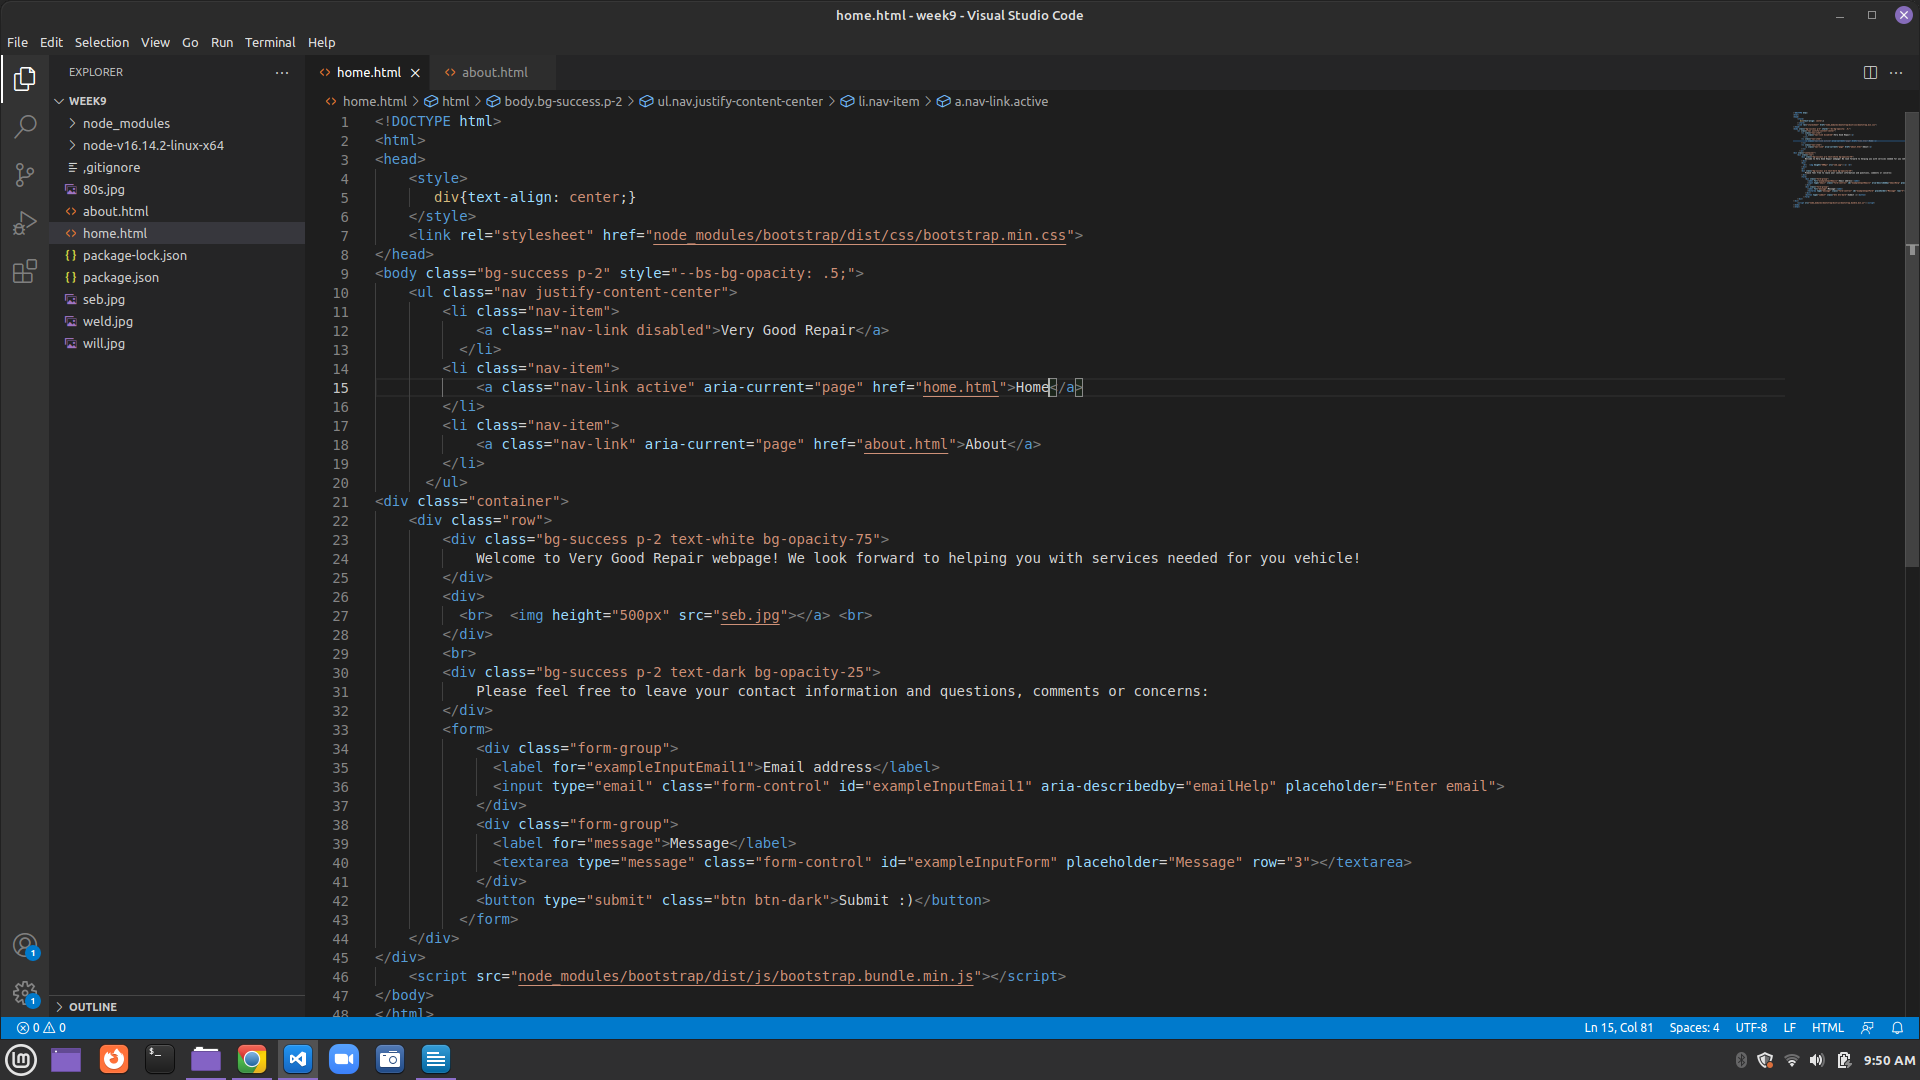 home.html - week9 - Visual Studio Code
File Edit Selection View Go Run Terminal Help
EXPLORER
WEEK9
node_modules
node-v16.14.2-linux-x64
.gitignore
80s.jpg
about.html
home.html
package-lock.json
package.json
seb.jpg
weld.jpg
will.jpg
OUTLINE
home.html
about.html
home.html > html > body.bg-success.p-2 > ul.nav.justify-content-center > li.nav-item > a.nav-link.active
1 <!DOCTYPE html>
2 <html>
3 <head>
4     <style>
5        div{text-align: center;}
6     </style>
7     <link rel="stylesheet" href="node_modules/bootstrap/dist/css/bootstrap.min.css">
8 </head>
9 <body class="bg-success p-2" style="--bs-bg-opacity: .5;">
10     <ul class="nav justify-content-center">
11         <li class="nav-item">
12             <a class="nav-link disabled">Very Good Repair</a>
13           </li>
14         <li class="nav-item">
15             <a class="nav-link active" aria-current="page" href="home.html">Home</a>
16         </li>
17         <li class="nav-item">
18             <a class="nav-link" aria-current="page" href="about.html">About</a>
19         </li>
20       </ul>
21 <div class="container">
22     <div class="row">
23         <div class="bg-success p-2 text-white bg-opacity-75">
24             Welcome to Very Good Repair webpage! We look forward to helping you with services needed for you vehicle!
25         </div>
26         <div>
27           <br>  <img height="500px" src="seb.jpg"></a> <br>
28         </div>
29         <br>
30         <div class="bg-success p-2 text-dark bg-opacity-25">
31             Please feel free to leave your contact information and questions, comments or concerns:
32         </div>
33         <form>
34             <div class="form-group">
35               <label for="exampleInputEmail1">Email address</label>
36               <input type="email" class="form-control" id="exampleInputEmail1" aria-describedby="emailHelp" placeholder="Enter email">
37             </div>
38             <div class="form-group">
39               <label for="message">Message</label>
40               <textarea type="message" class="form-control" id="exampleInputForm" placeholder="Message" row="3"></textarea>
41             </div>
42             <button type="submit" class="btn btn-dark">Submit :)</button>
43           </form>
44     </div>
45 </div>
46     <script src="node_modules/bootstrap/dist/js/bootstrap.bundle.min.js"></script>
47 </body>
48 </html>
0 0
Ln 15, Col 81 Spaces: 4 UTF-8 LF HTML
9:50 AM